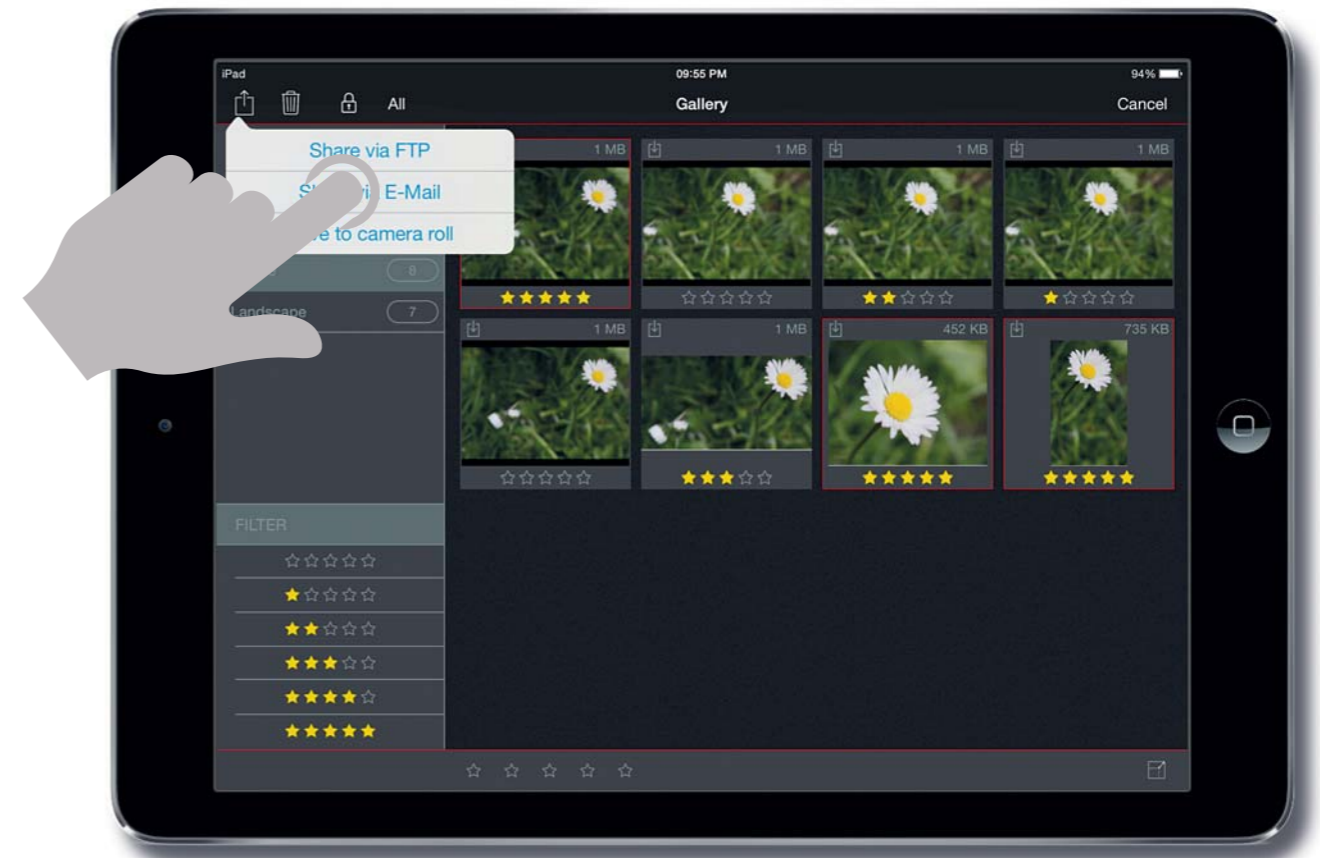 iPad 09:55 PM 94%
All Gallery Cancel
Share via FTP
via E-Mail
to camera roll
1 MB 1 MB 1 MB 1 MB
8
Landscape 7
1 MB 1 MB 452 KB 735 KB
FILTER